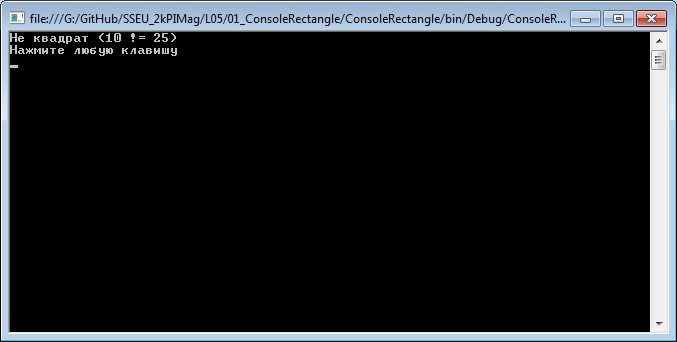 file:///G:/GitHub/SSEU_2kPIMag/L05/01_ConsoleRectangle/ConsoleRectangle/bin/Debug/ConsoleR...
Не квадрат (10 != 25)
Нажмите любую клавишу